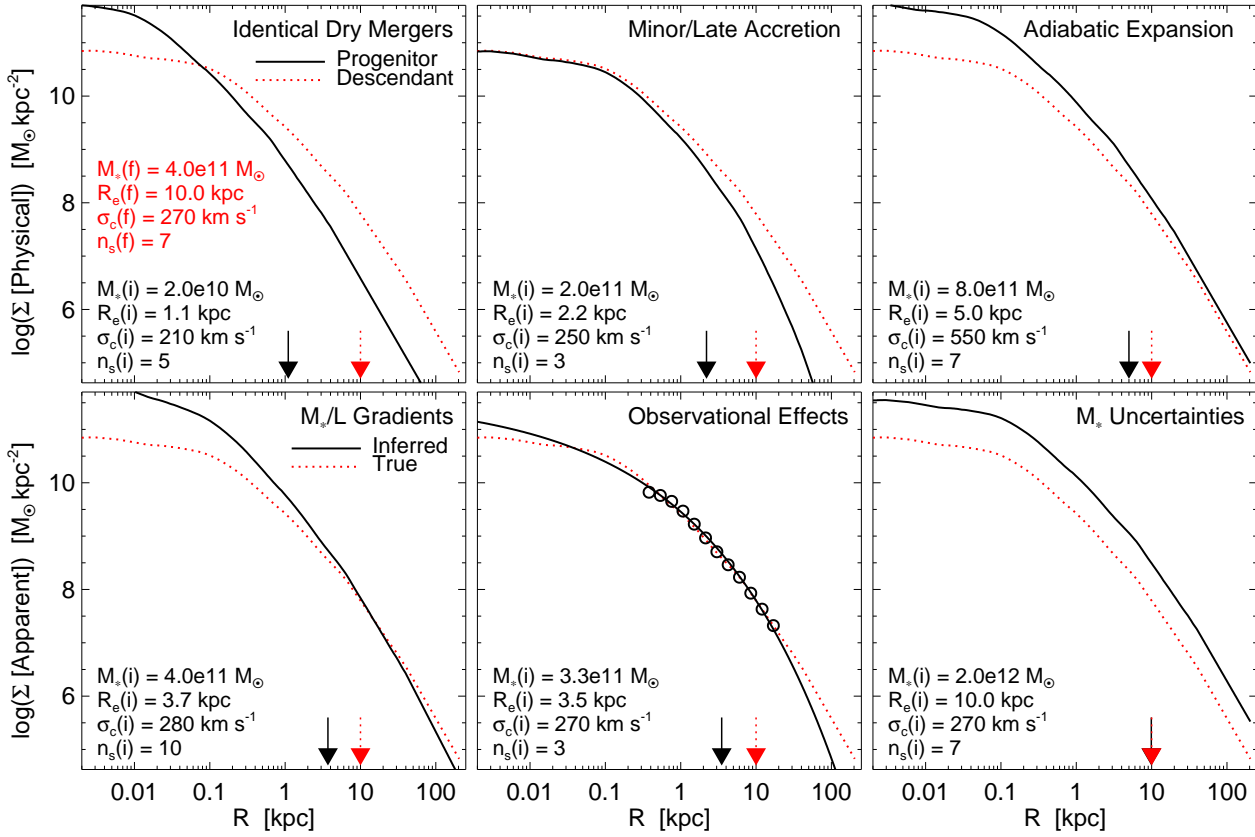 Identical Dry Mergers
Progenitor
Descendant
M*(f) = 4.0e11 M⊙
Re(f) = 10.0 kpc
σc(f) = 270 km s-1
ns(f) = 7
M*(i) = 2.0e10 M⊙
Re(i) = 1.1 kpc
σc(i) = 210 km s-1
ns(i) = 5
Minor/Late Accretion
M*(i) = 2.0e11 M⊙
Re(i) = 2.2 kpc
σc(i) = 250 km s-1
ns(i) = 3
Adiabatic Expansion
M*(i) = 8.0e11 M⊙
Re(i) = 5.0 kpc
σc(i) = 550 km s-1
ns(i) = 7
log(Σ [Physical]) [M⊙ kpc-2]
10
8
6
M*/L Gradients
Inferred
True
M*(i) = 4.0e11 M⊙
Re(i) = 3.7 kpc
σc(i) = 280 km s-1
ns(i) = 10
Observational Effects
M*(i) = 3.3e11 M⊙
Re(i) = 3.5 kpc
σc(i) = 270 km s-1
ns(i) = 3
M* Uncertainties
M*(i) = 2.0e12 M⊙
Re(i) = 10.0 kpc
σc(i) = 270 km s-1
ns(i) = 7
log(Σ [Apparent]) [M⊙ kpc-2]
10
8
6
0.01 0.1 1 10 100
R [kpc]
0.01 0.1 1 10 100
R [kpc]
0.01 0.1 1 10 100
R [kpc]